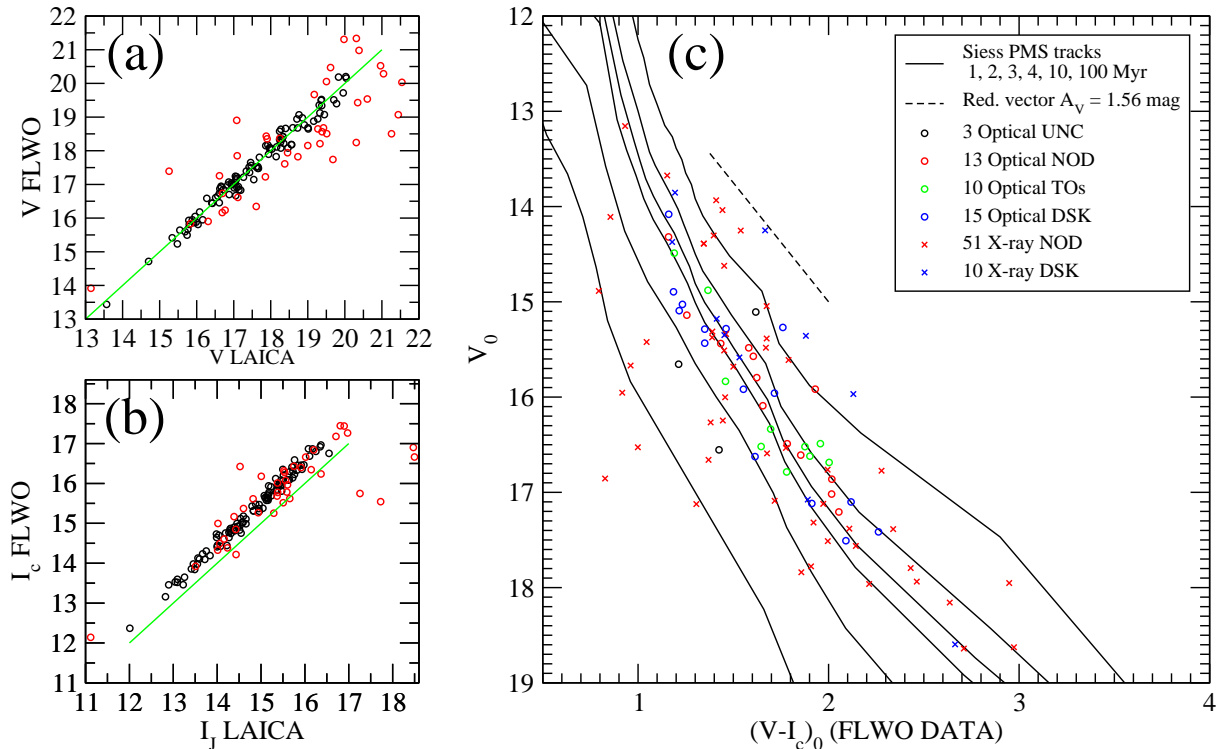 (a)
22
21
20
19
18
17
16
15
14
13
V FLWO
13 14 15 16 17 18 19 20 21 22
V LAICA
(b)
18
17
16
15
14
13
12
11
I_c FLWO
11 12 13 14 15 16 17 18
I_J LAICA
(c)
12
13
14
15
16
17
18
19
V_0
Siess PMS tracks
1, 2, 3, 4, 10, 100 Myr
Red. vector A_V = 1.56 mag
3 Optical UNC
13 Optical NOD
10 Optical TOs
15 Optical DSK
51 X-ray NOD
10 X-ray DSK
1 2 3 4
(V-I_c)_0 (FLWO DATA)